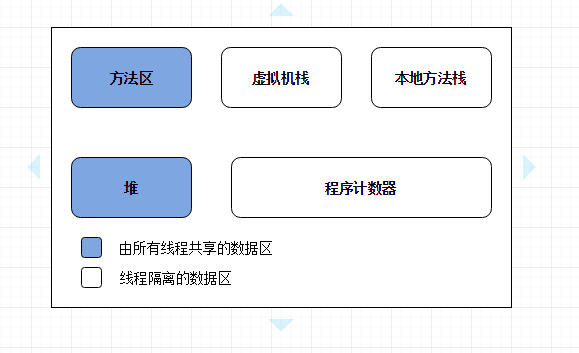 方法区
虚拟机栈
本地方法栈
堆
程序计数器
由所有线程共享的数据区
线程隔离的数据区